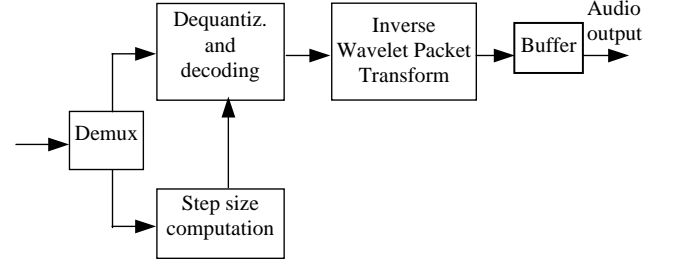 Demux
Dequantiz.
and
decoding
Step size
computation
Inverse
Wavelet Packet
Transform
Buffer
Audio
output